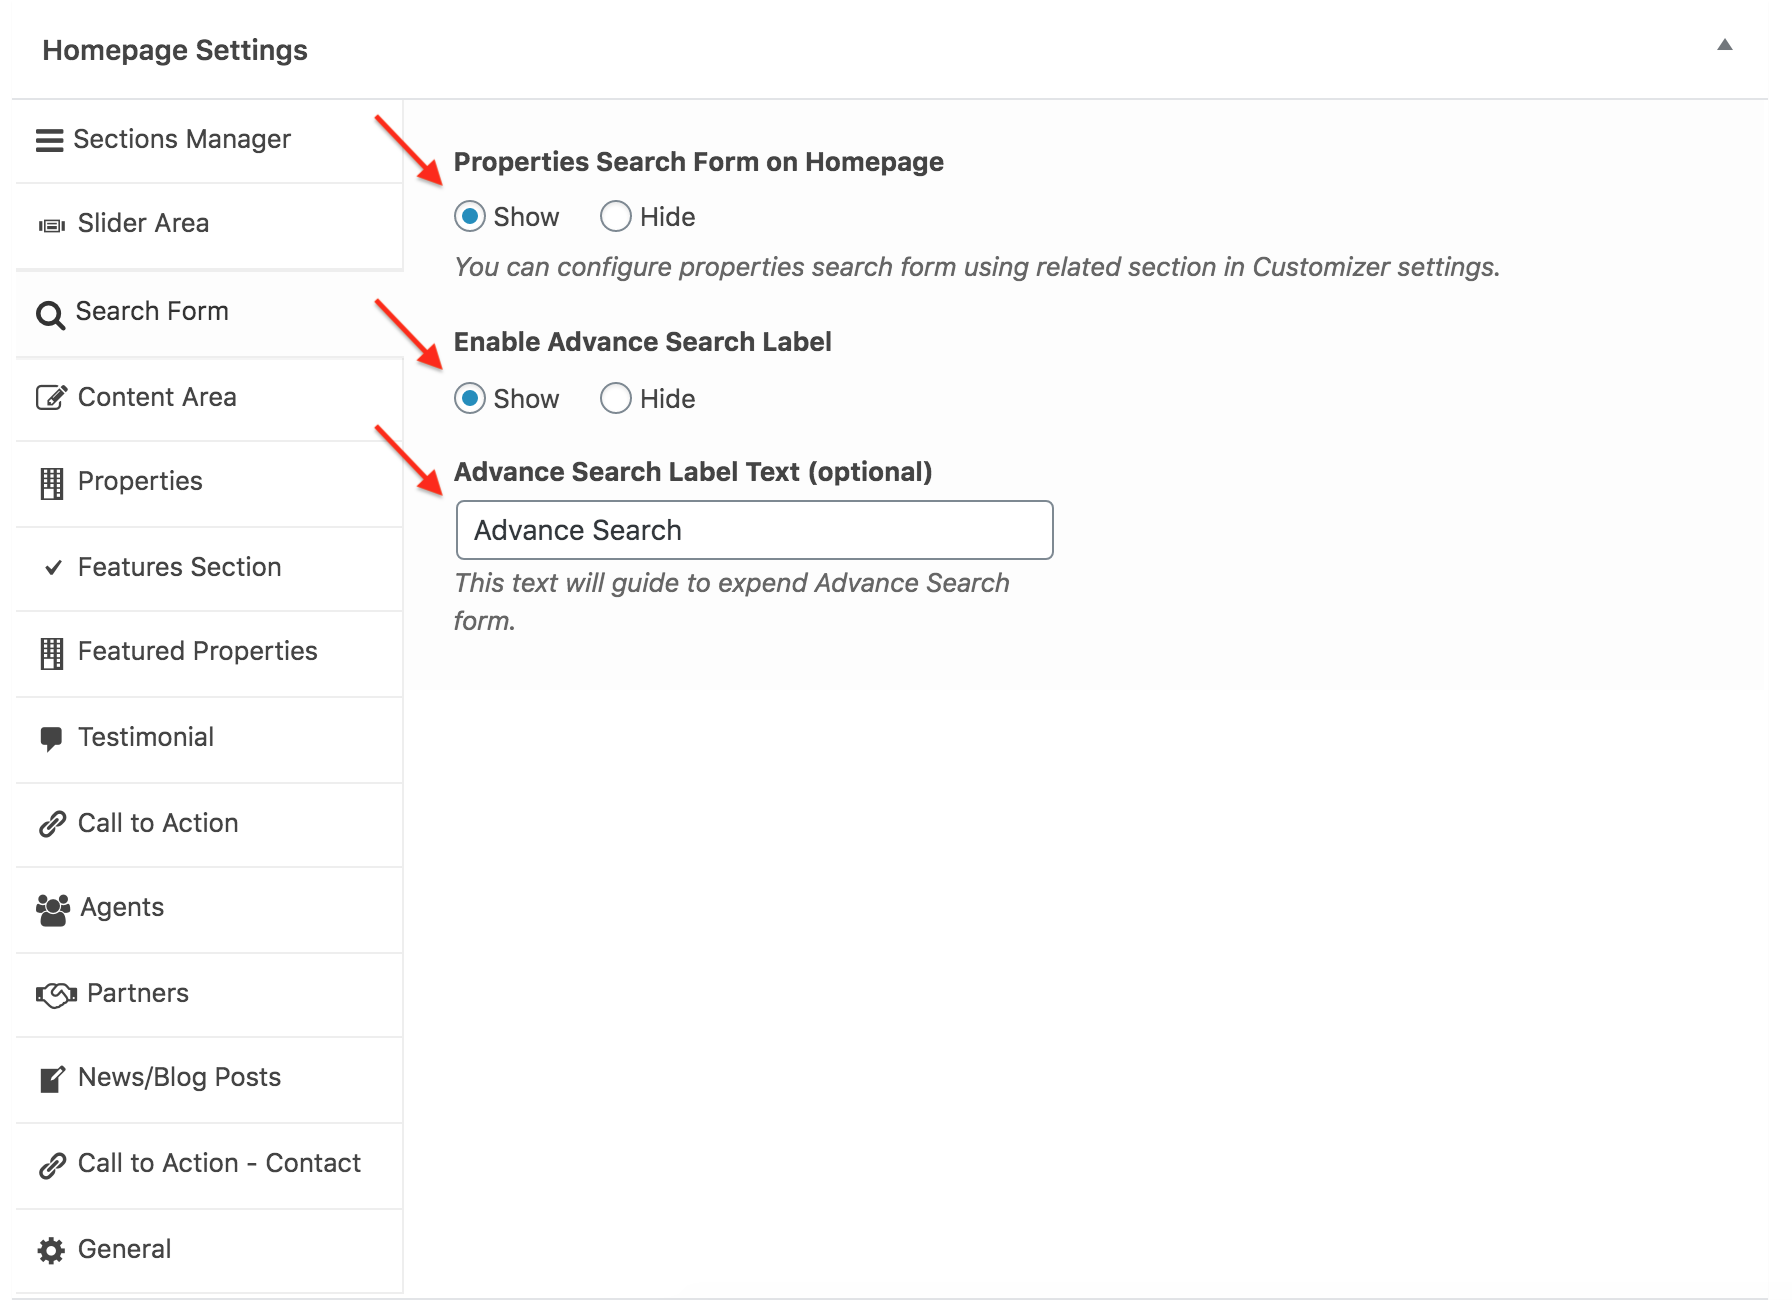 Homepage Settings
Sections Manager
Slider Area
Search Form
Content Area
Properties
Features Section
Featured Properties
Testimonial
Call to Action
Agents
Partners
News/Blog Posts
Call to Action - Contact
General
Properties Search Form on Homepage
Show Hide
You can configure properties search form using related section in Customizer settings.
Enable Advance Search Label
Show Hide
Advance Search Label Text (optional)
Advance Search
This text will guide to expend Advance Search
form.